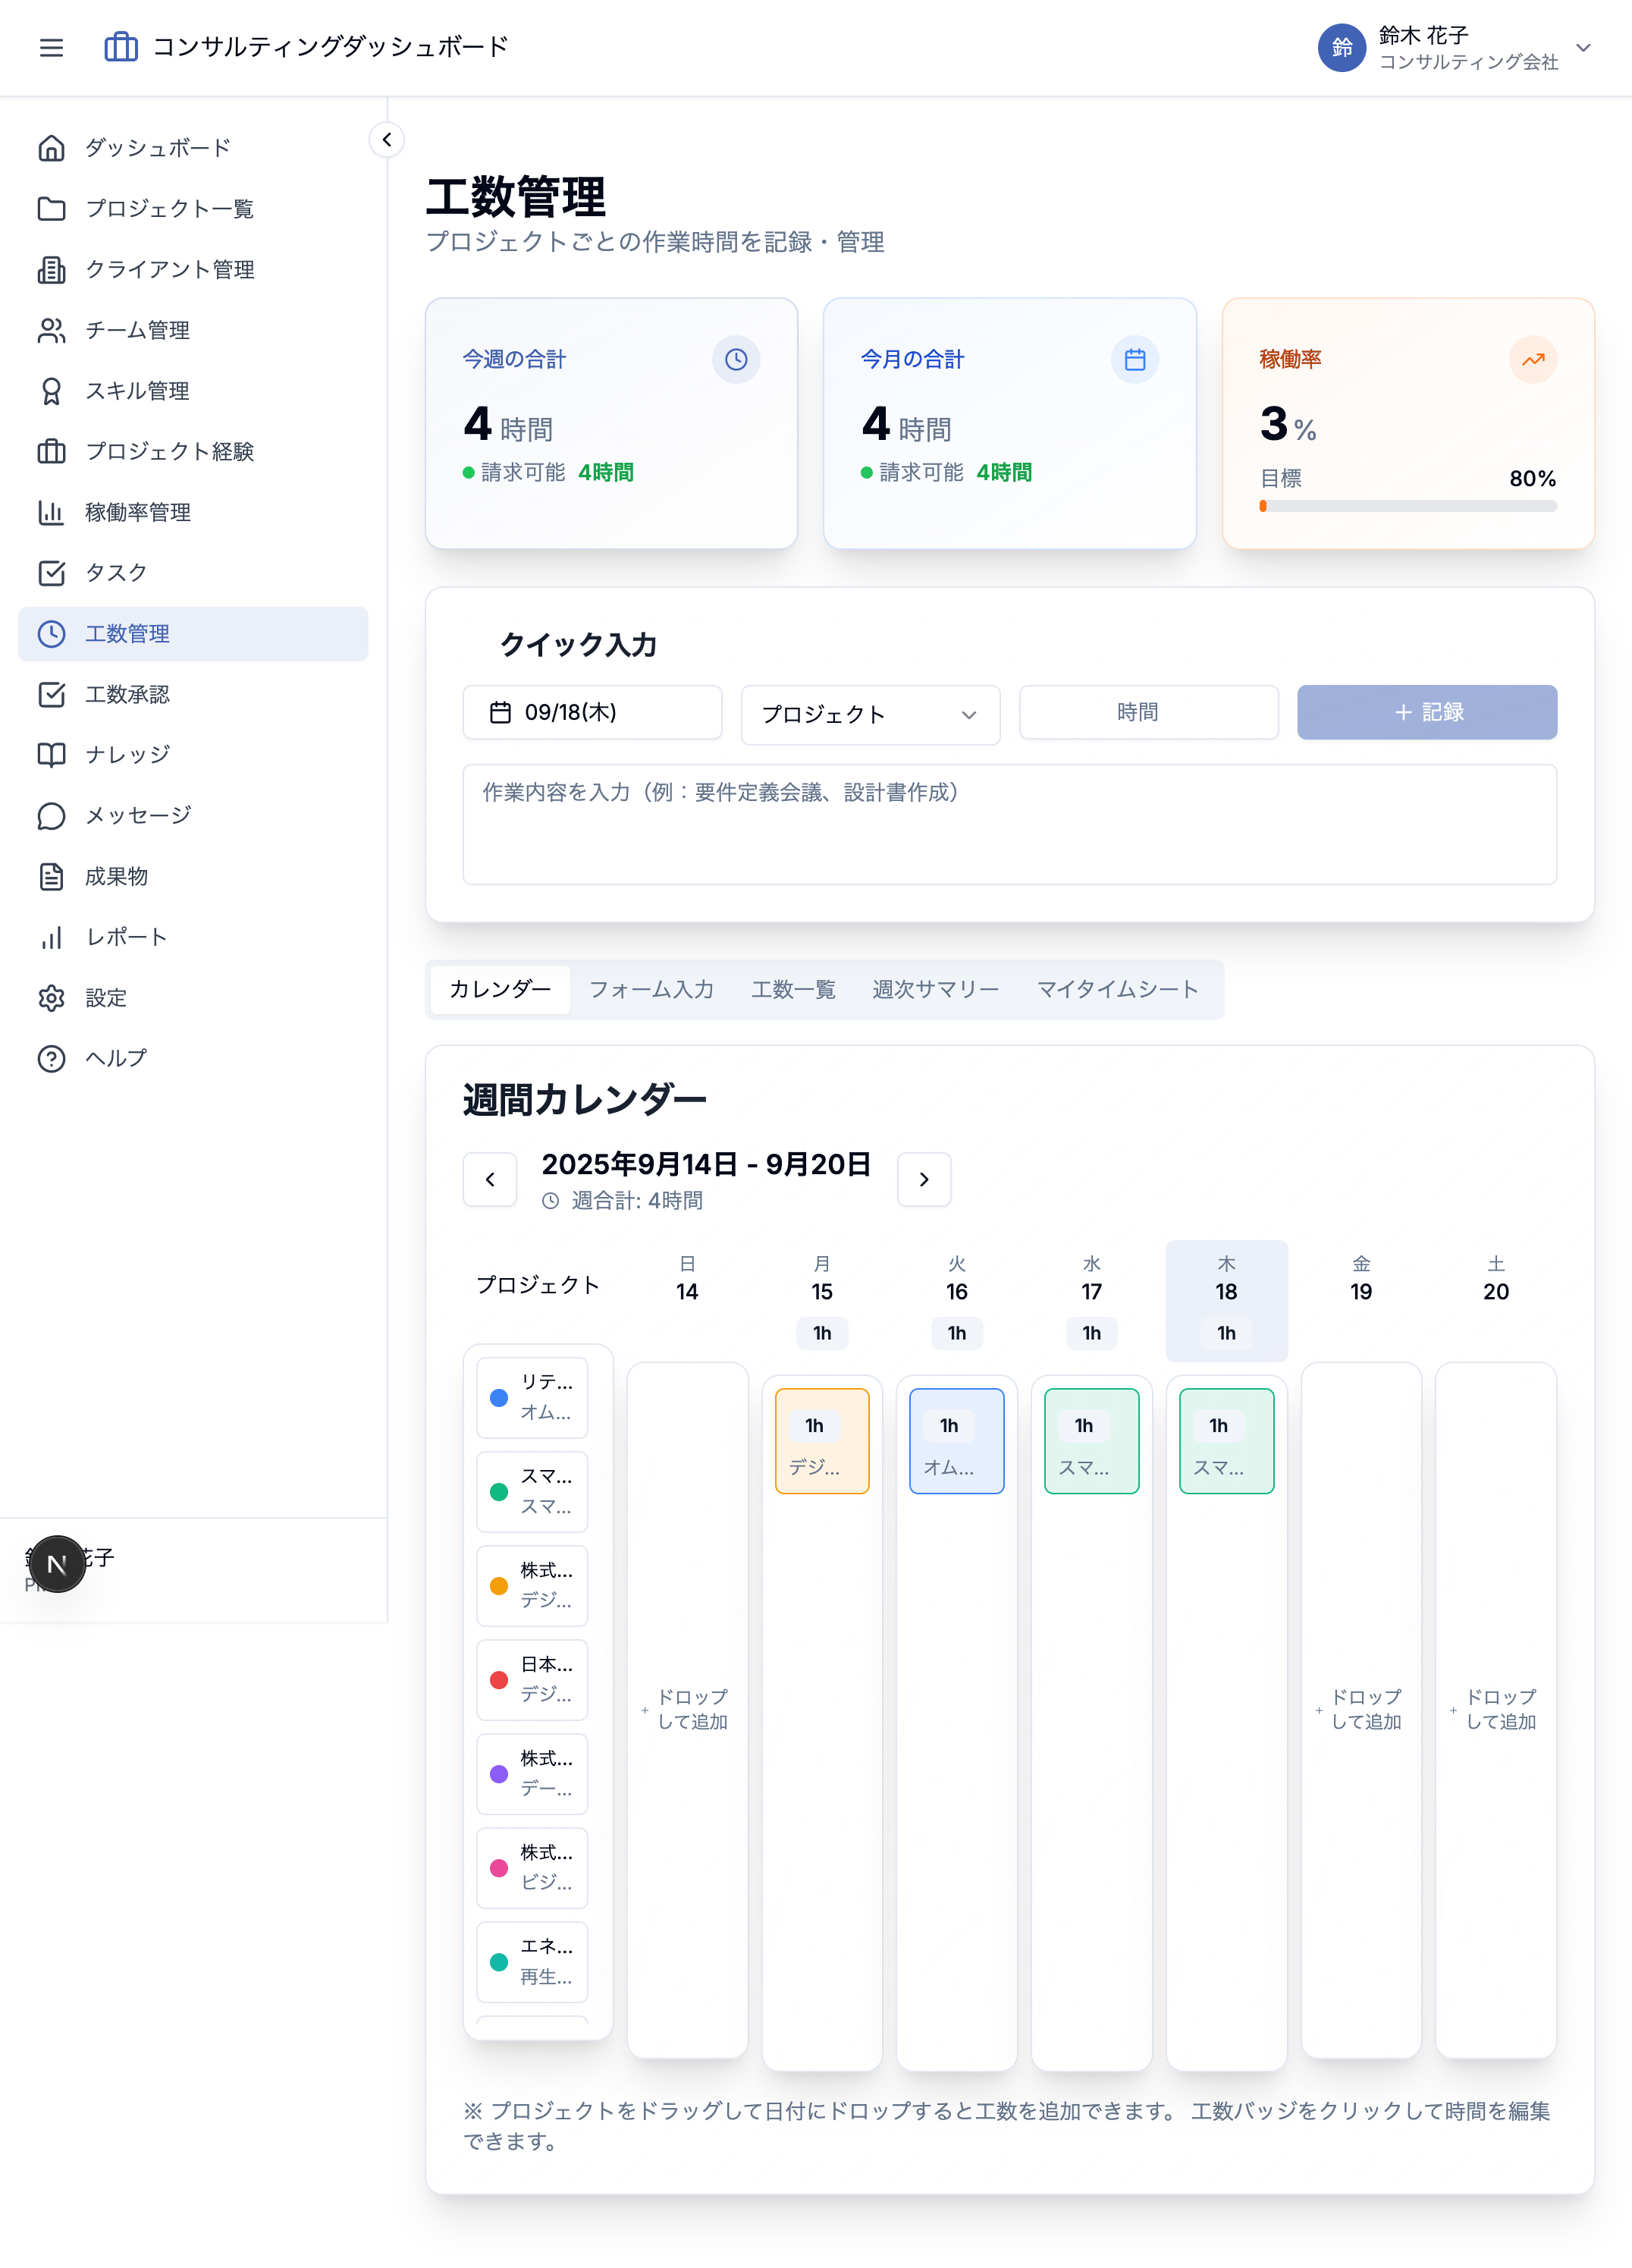 コンサルティングダッシュボード
鈴
鈴木 花子
コンサルティング会社
ダッシュボード
プロジェクト一覧
クライアント管理
チーム管理
スキル管理
プロジェクト経験
稼働率管理
タスク
工数管理
工数承認
ナレッジ
メッセージ
成果物
レポート
設定
ヘルプ
花子
N
工数管理
プロジェクトごとの作業時間を記録・管理
今週の合計
4 時間
請求可能 4時間
今月の合計
4 時間
請求可能 4時間
稼働率
3 %
目標 80%
クイック入力
09/18(木)
プロジェクト
時間
+ 記録
作業内容を入力（例：要件定義会議、設計書作成）
カレンダー フォーム入力 工数一覧 週次サマリー マイタイムシート
週間カレンダー
2025年9月14日 - 9月20日
週合計: 4時間
プロジェクト
日 月 火 水 木 金 土
14 15 16 17 18 19 20
1h 1h 1h 1h
リテ...
オム...
スマ...
スマ...
株式...
デジ...
日本...
デジ...
株式...
デー...
株式...
ビジ...
エネ...
再生...
+ ドロップ
して追加
1h
デジ...
1h
オム...
1h
スマ...
1h
スマ...
+ ドロップ
して追加
+ ドロップ
して追加
※ プロジェクトをドラッグして日付にドロップすると工数を追加できます。 工数バッジをクリックして時間を編集
できます。